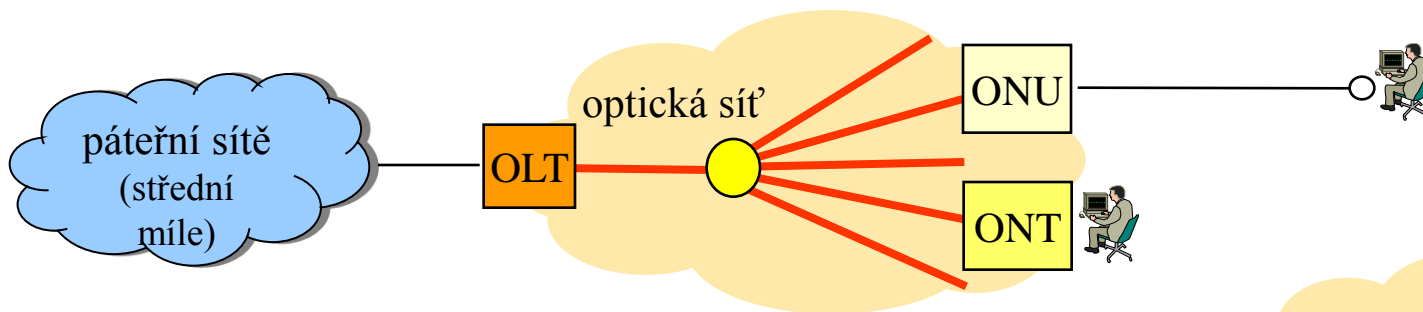 páteřní sítě
(střední
míle)
OLT
optická síť
ONU
ONT